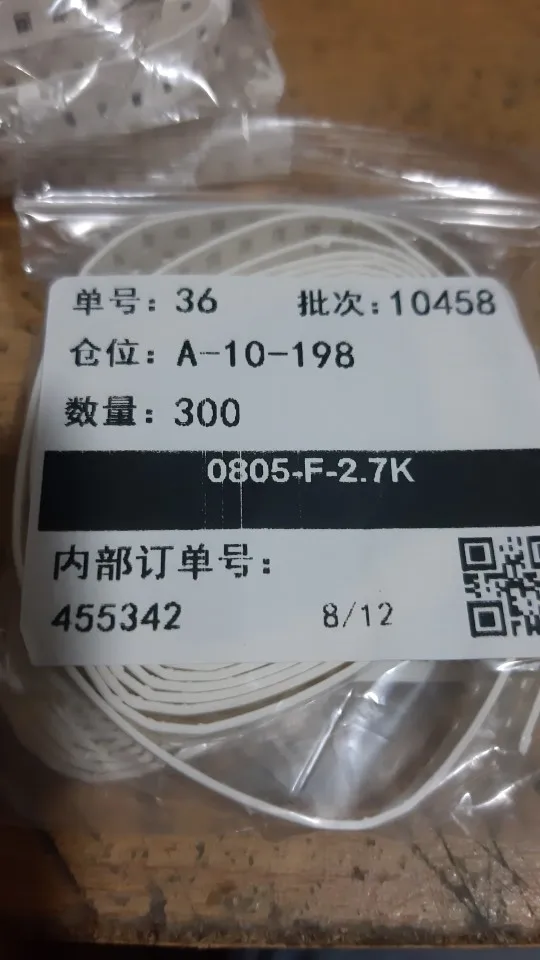 单号：36 批次：10458
仓位：A-10-198
数量：300
0805-F-2.7K
内部订单号：
455342 8/12